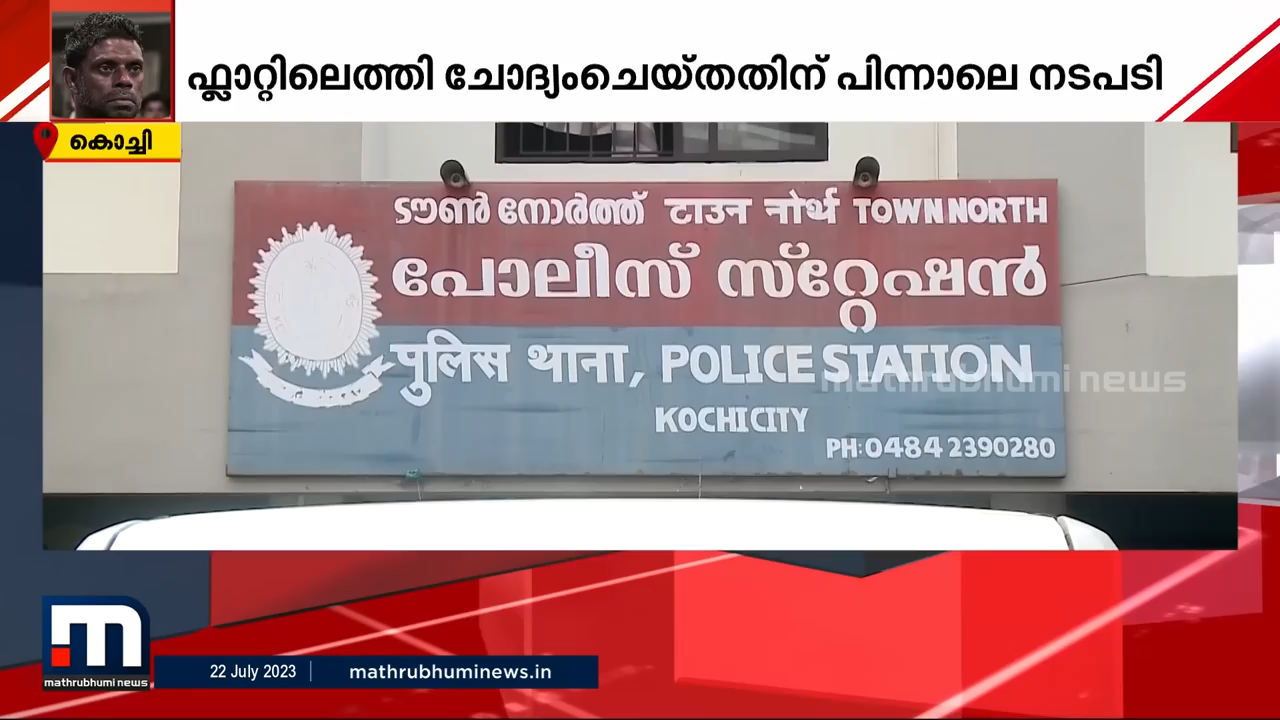 ഫ്ലാറ്റിലെത്തി ചോദ്യംചെയ്തതിന് പിന്നാലെ നടപടി
കൊച്ചി
ടൗൺ നോർത്ത് टाउन नोर्थ TOWN NORTH
പോലീസ് സ്റ്റേഷൻ
पुलिस थाना, POLICE STATION
mathrubhumi news
KOCHI CITY
PH: 0484 2390280
mathrubhumi news
22 July 2023
mathrubhuminews.in